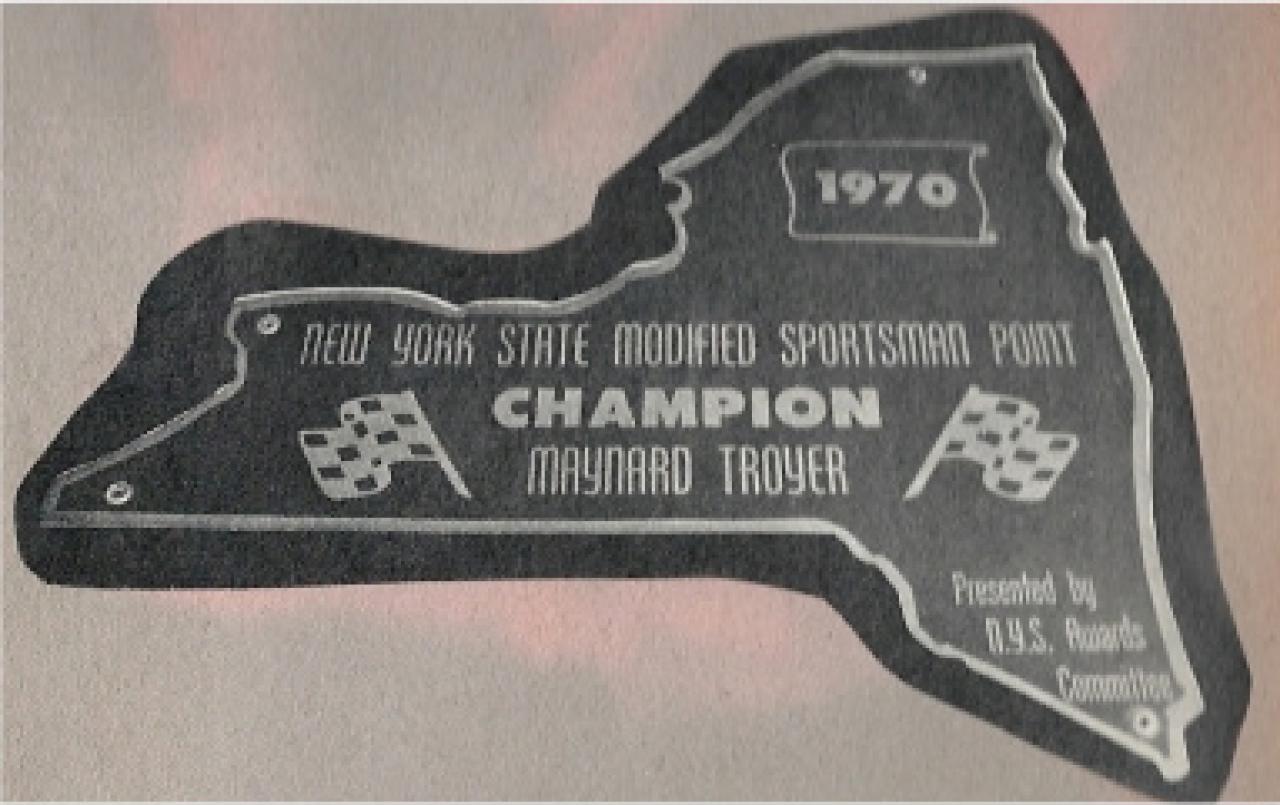 1970
NEW YORK STATE MODIFIED SPORTSMAN POINT
CHAMPION
MAYNARD TROYER
Presented by
N.Y.S. Awards
Committee